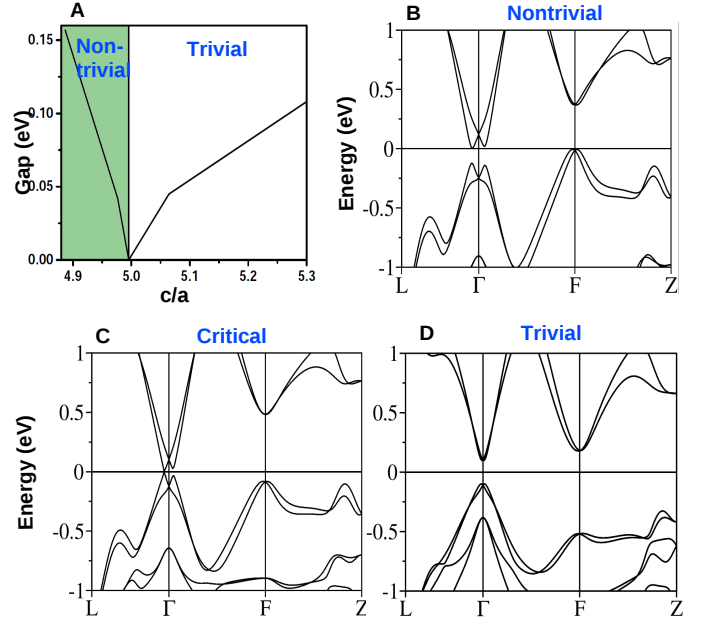 A
Non-
trivial
Trivial
0.15
0.10
0.05
0.00
Gap (eV)
4.9 5.0 5.1 5.2 5.3
c/a
B
Nontrivial
1
0.5
0
-0.5
-1
Energy (eV)
L Γ F Z
C
Critical
1
0.5
0
-0.5
-1
Energy (eV)
L Γ F Z
D
Trivial
1
0.5
0
-0.5
-1
L Γ F Z